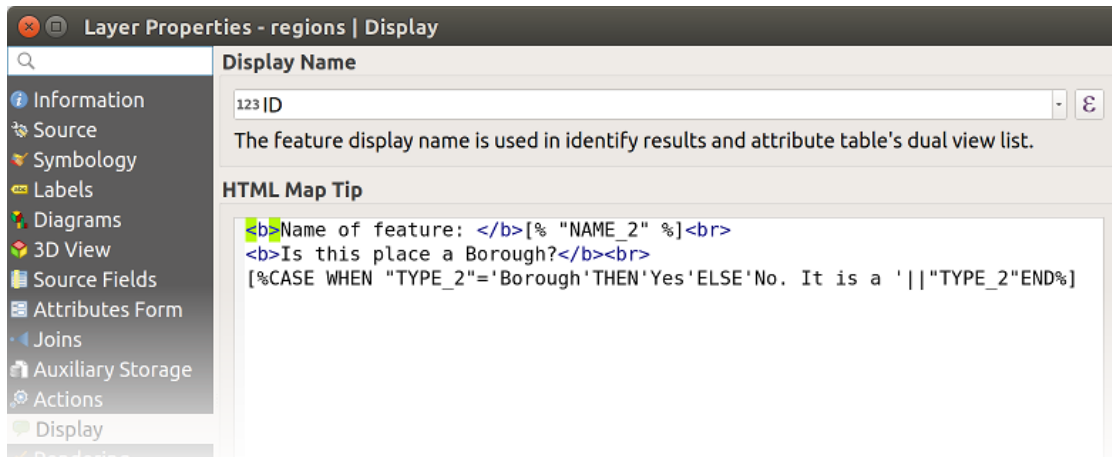 Layer Properties - regions | Display
Information
Source
Symbology
abc Labels
Diagrams
3D View
Source Fields
Attributes Form
Joins
Auxiliary Storage
Actions
Display
Rendering
Display Name
123 ID
ε
The feature display name is used in identify results and attribute table's dual view list.
HTML Map Tip
<b>Name of feature: </b>[% "NAME_2" %]<br>
<b>Is this place a Borough?</b><br>
[%CASE WHEN "TYPE_2"='Borough'THEN'Yes'ELSE'No. It is a '||"TYPE_2"END%]